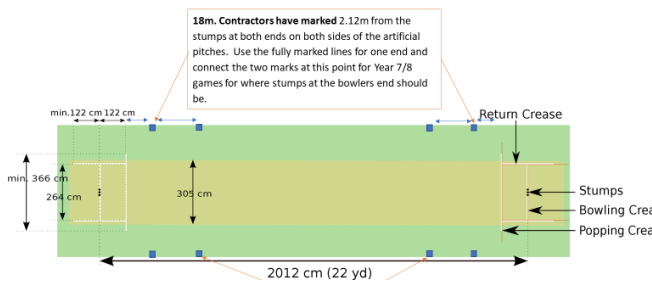 18m. Contractors have marked 2.12m from the
stumps at both ends on both sides of the artificial
pitches. Use the fully marked lines for one end and
connect the two marks at this point for Year 7/8
games for where stumps at the bowlers end should
be.
min.122 cm 122 cm
Return Crease
min. 366 cm
264 cm
305 cm
Stumps
Bowling Crea
Popping Crea
2012 cm (22 yd)